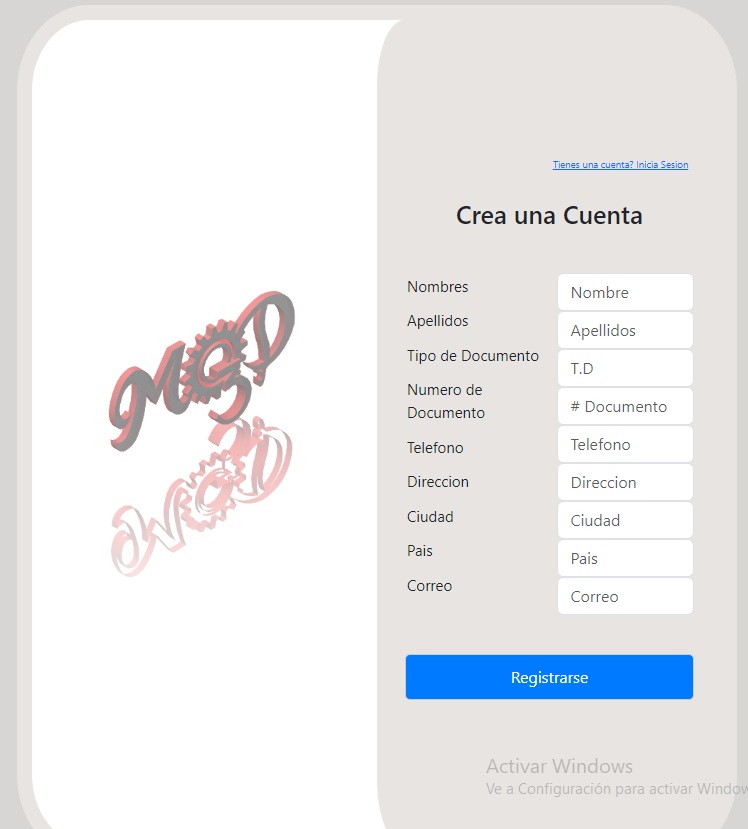 Tienes una cuenta? Inicia Sesion
Crea una Cuenta
Nombres
Nombre
Apellidos
Apellidos
Tipo de Documento
T.D
Numero de
Documento
# Documento
Telefono
Telefono
Direccion
Direccion
Ciudad
Ciudad
Pais
Pais
Correo
Correo
Registrarse
Activar Windows
Ve a Configuración para activar Window